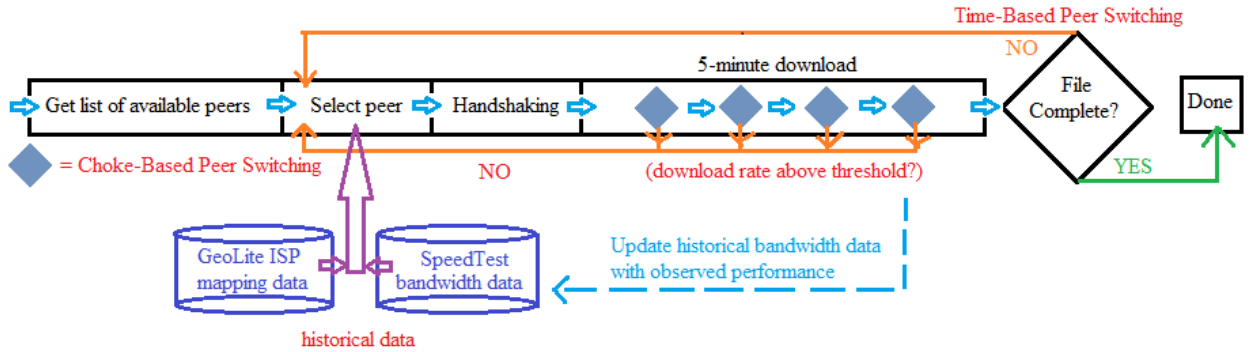 Time-Based Peer Switching
NO
5-minute download
Get list of available peers
Select peer
Handshaking
File
Complete?
Done
= Choke-Based Peer Switching
NO
(download rate above threshold?)
YES
GeoLite ISP
mapping data
SpeedTest
bandwidth data
Update historical bandwidth data
with observed performance
historical data